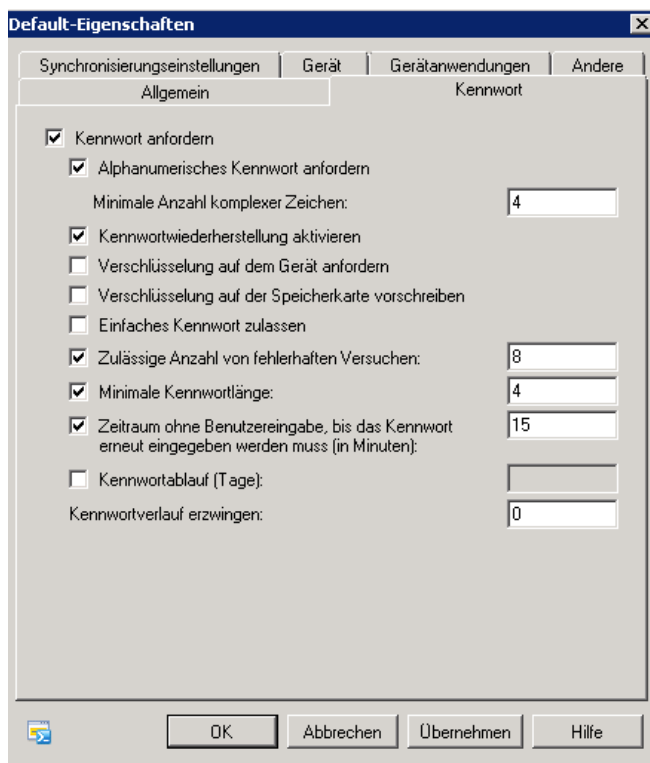 Default-Eigenschaften
Synchronisierungseinstellungen Gerät Gerätanwendungen Andere
Allgemein Kennwort
Kennwort anfordern
Alphanumerisches Kennwort anfordern
Minimale Anzahl komplexer Zeichen: 4
Kennwortwiederherstellung aktivieren
Verschlüsselung auf dem Gerät anfordern
Verschlüsselung auf der Speicherkarte vorschreiben
Einfaches Kennwort zulassen
Zulässige Anzahl von fehlerhaften Versuchen: 8
Minimale Kennwortlänge: 4
Zeitraum ohne Benutzereingabe, bis das Kennwort 15
erneut eingegeben werden muss (in Minuten):
Kennwortablauf (Tage):
Kennwortverlauf erzwingen: 0
OK Abbrechen Übernehmen Hilfe